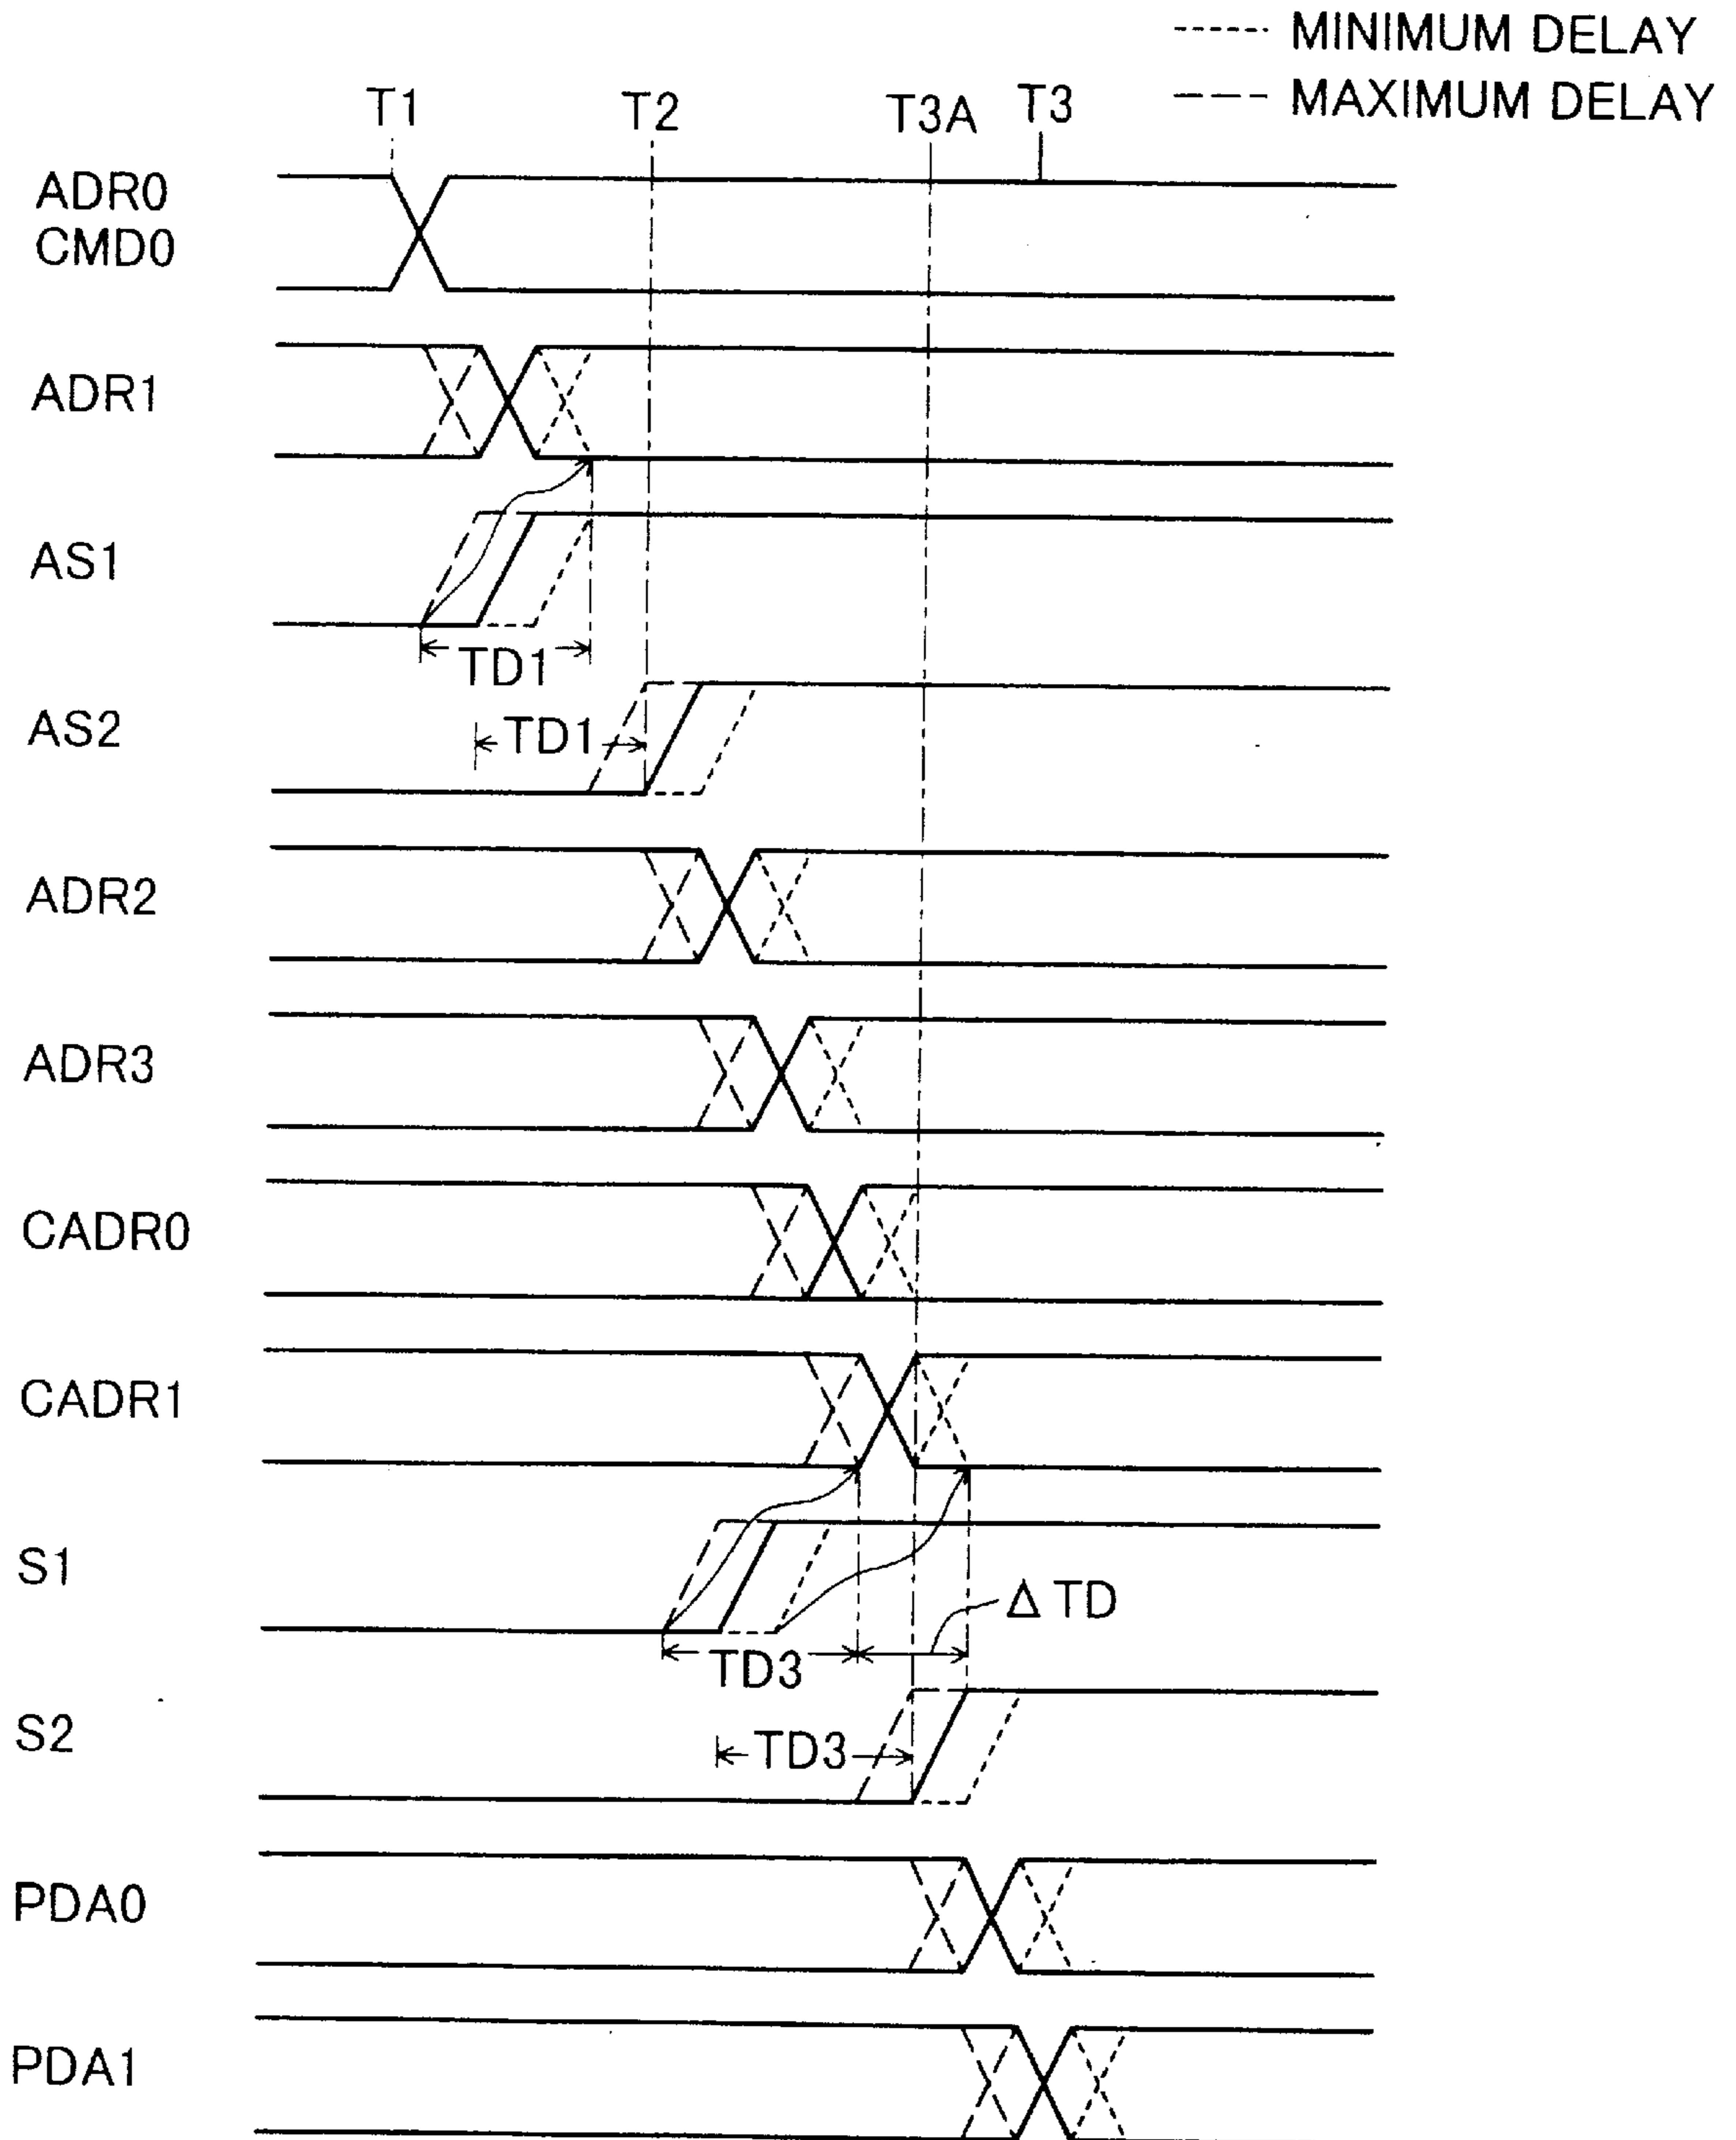 MINIMUM DELAY
MAXIMUM DELAY
T1 T2 T3A T3
ADR0
CMD0
ADR1
AS1
TD1
AS2
TD1
ADR2
ADR3
CADR0
CADR1
S1
Δ TD
TD3
S2
TD3
PDA0
PDA1